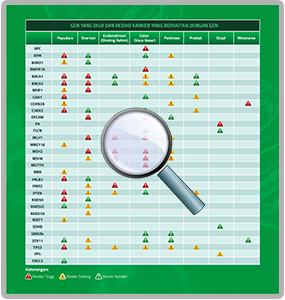 GEN YANG DIUJI DAN RESIKO KANKER YANG BERKAITAN DENGAN GEN
Payudara Ovarium Endometrium (Dinding Rahim) Colon (Usus Besar) Pankreas Prostat Ginjal Melanoma
APC
ATM
BARD1
BMPR1A
BRCA1
BRCA2
BRIP1
CDH1
CDKN2A
CHEK2
EPCAM
FH
FLCN
MLH1
MRE11A
MSH2
MSH6
MUTYH
NBN
PALB2
PMS2
PTEN
RAD50
RAD51C
RAD51D
RINT1
SDHB
SMAD4
STK11
TP53
VHL
XRCC2
Keterangan:
Resiko Tinggi Resiko Sedang Resiko Rendah